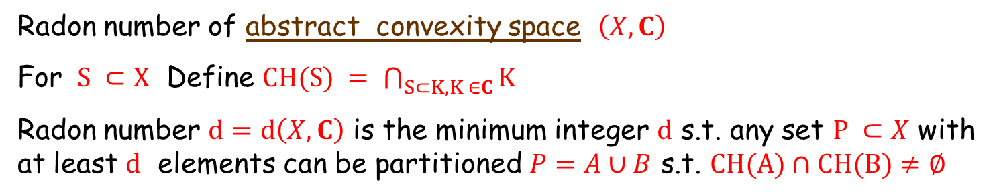 Radon number of abstract convexity space (X, C)
For S ⊂ X Define CH(S) = ∩_{S⊂K,K ∈C} K
Radon number d = d(X, C) is the minimum integer d s.t. any set P ⊂ X with
at least d elements can be partitioned P = A ∪ B s.t. CH(A) ∩ CH(B) ≠ ∅